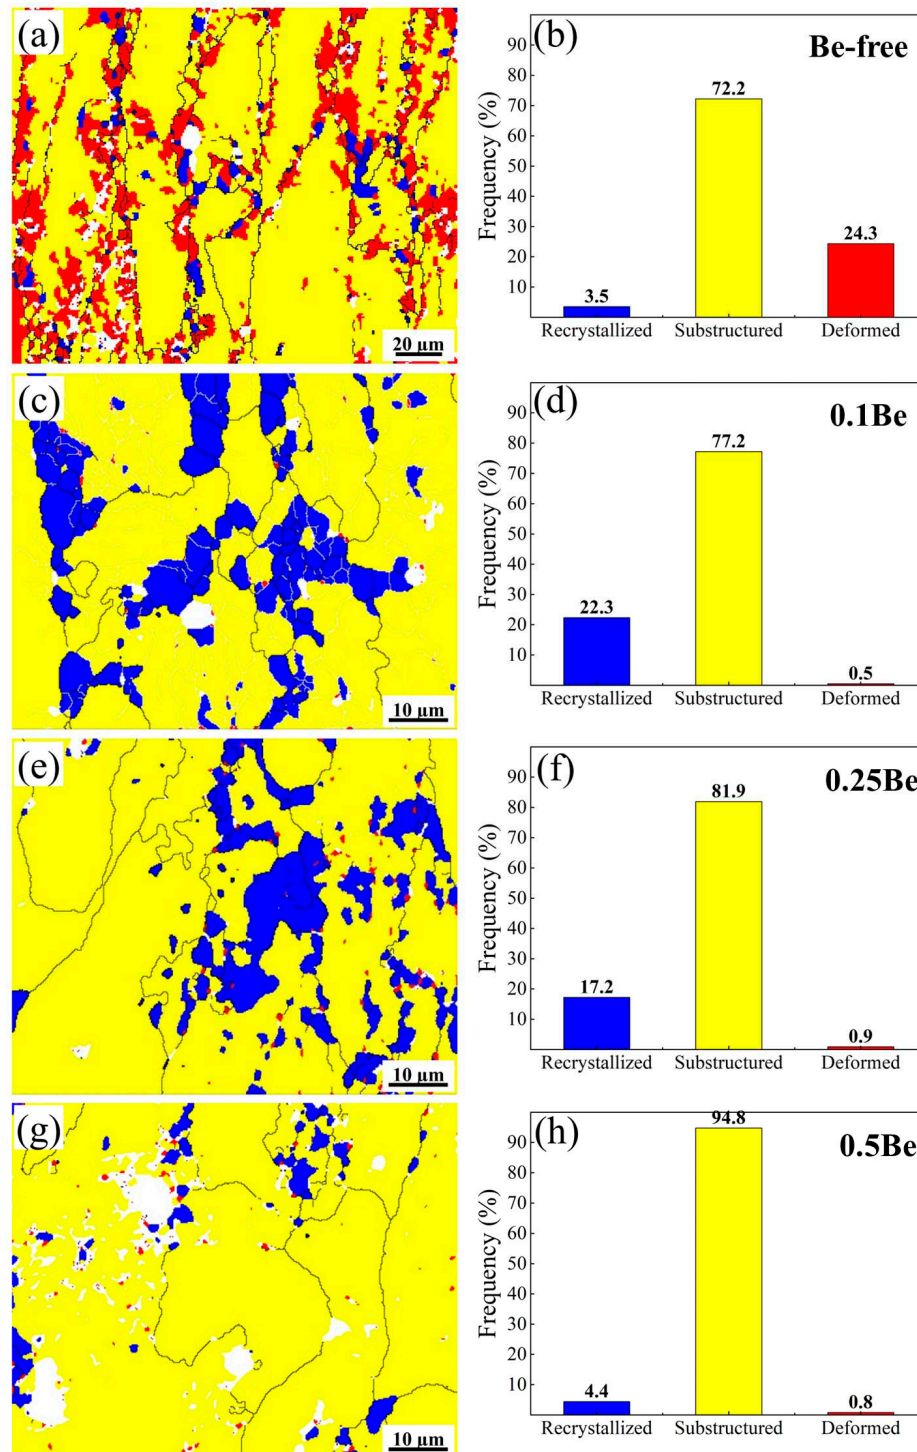 (a)
20 μm
(b)
Be-free
Frequency (%)
90
80
70
60
50
40
30
20
10
3.5
72.2
24.3
Recrystallized Substructured Deformed
(c)
10 μm
(d)
0.1Be
Frequency (%)
90
80
70
60
50
40
30
20
10
22.3
77.2
0.5
Recrystallized Substructured Deformed
(e)
10 μm
(f)
0.25Be
Frequency (%)
90
80
70
60
50
40
30
20
10
17.2
81.9
0.9
Recrystallized Substructured Deformed
(g)
10 μm
(h)
0.5Be
Frequency (%)
90
80
70
60
50
40
30
20
10
4.4
94.8
0.8
Recrystallized Substructured Deformed